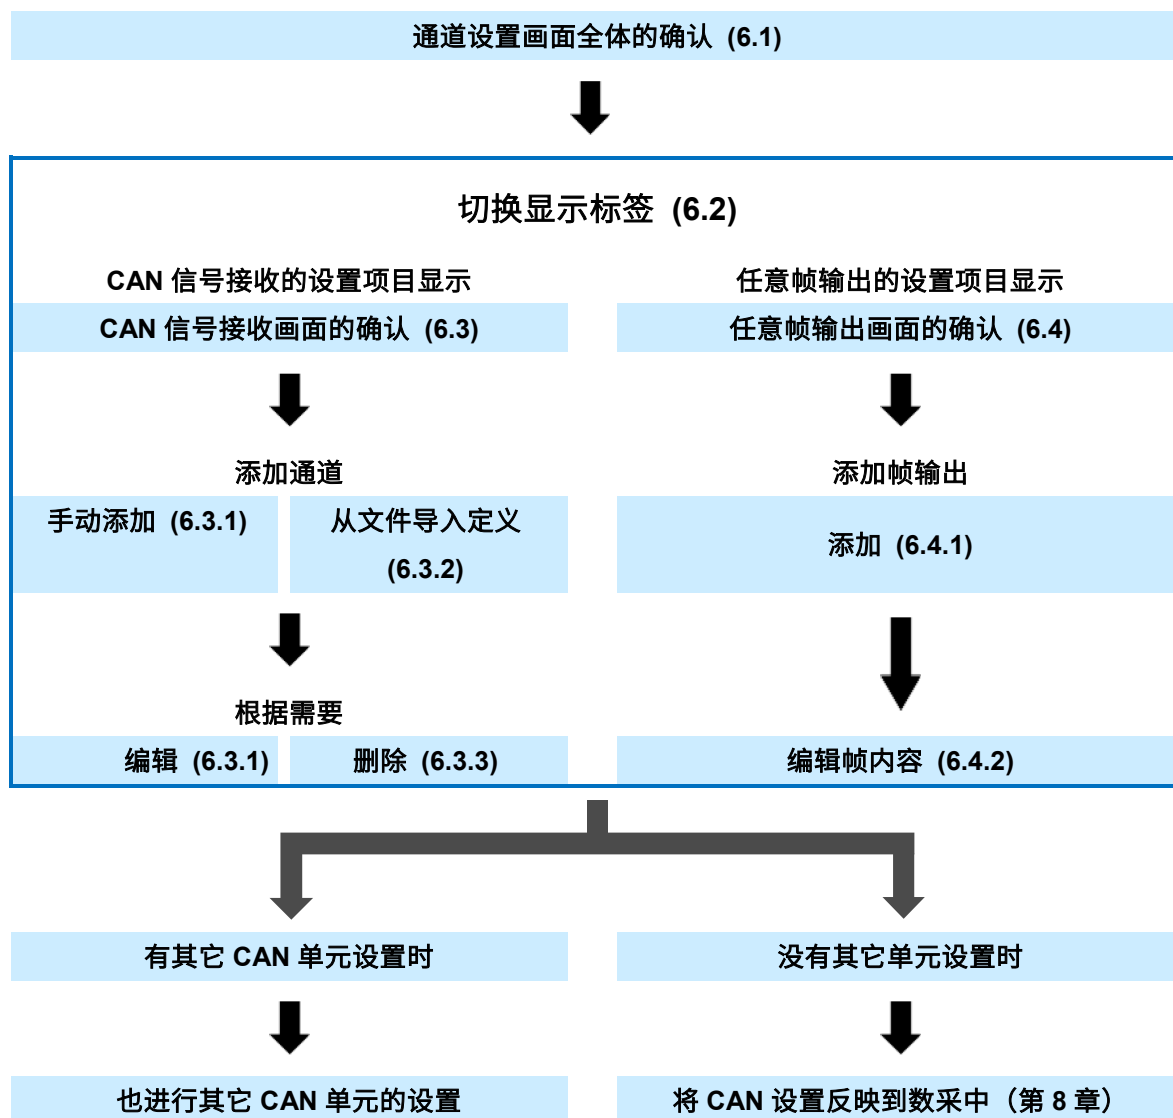 通道设置画面全体的确认 (6.1)
切换显示标签 (6.2)
CAN 信号接收的设置项目显示
CAN 信号接收画面的确认 (6.3)
添加通道
手动添加 (6.3.1)
从文件导入定义
(6.3.2)
根据需要
编辑 (6.3.1)
删除 (6.3.3)
任意帧输出的设置项目显示
任意帧输出画面的确认 (6.4)
添加帧输出
添加 (6.4.1)
编辑帧内容 (6.4.2)
有其它 CAN 单元设置时
也进行其它 CAN 单元的设置
没有其它单元设置时
将 CAN 设置反映到数采中（第 8 章）